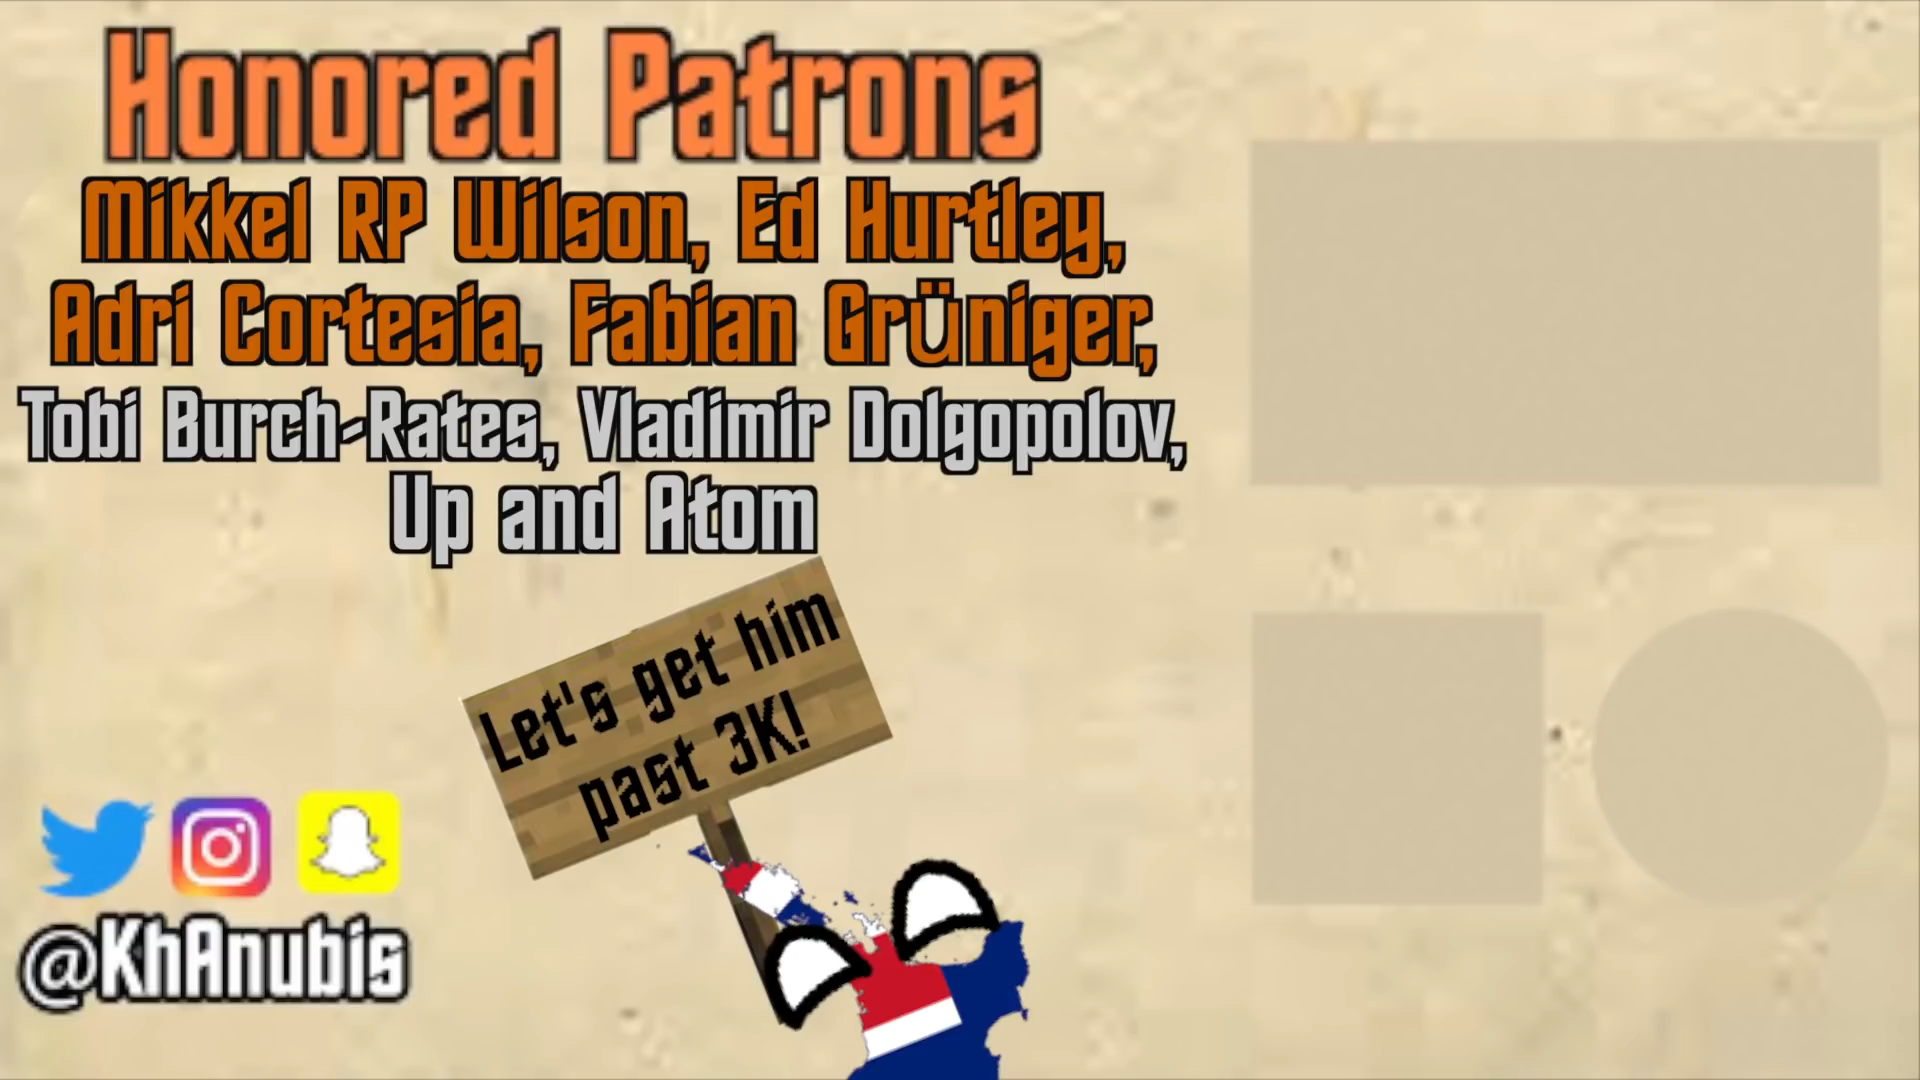 Honored Patrons
Mikkel RP Wilson, Ed Hurtley,
Adri Cortesia, Fabian Grüniger,
Tobi Burch-Rates, Vladimir Dolgopolov,
Up and Atom
Let's get him
past 3K!
@KhAnubis